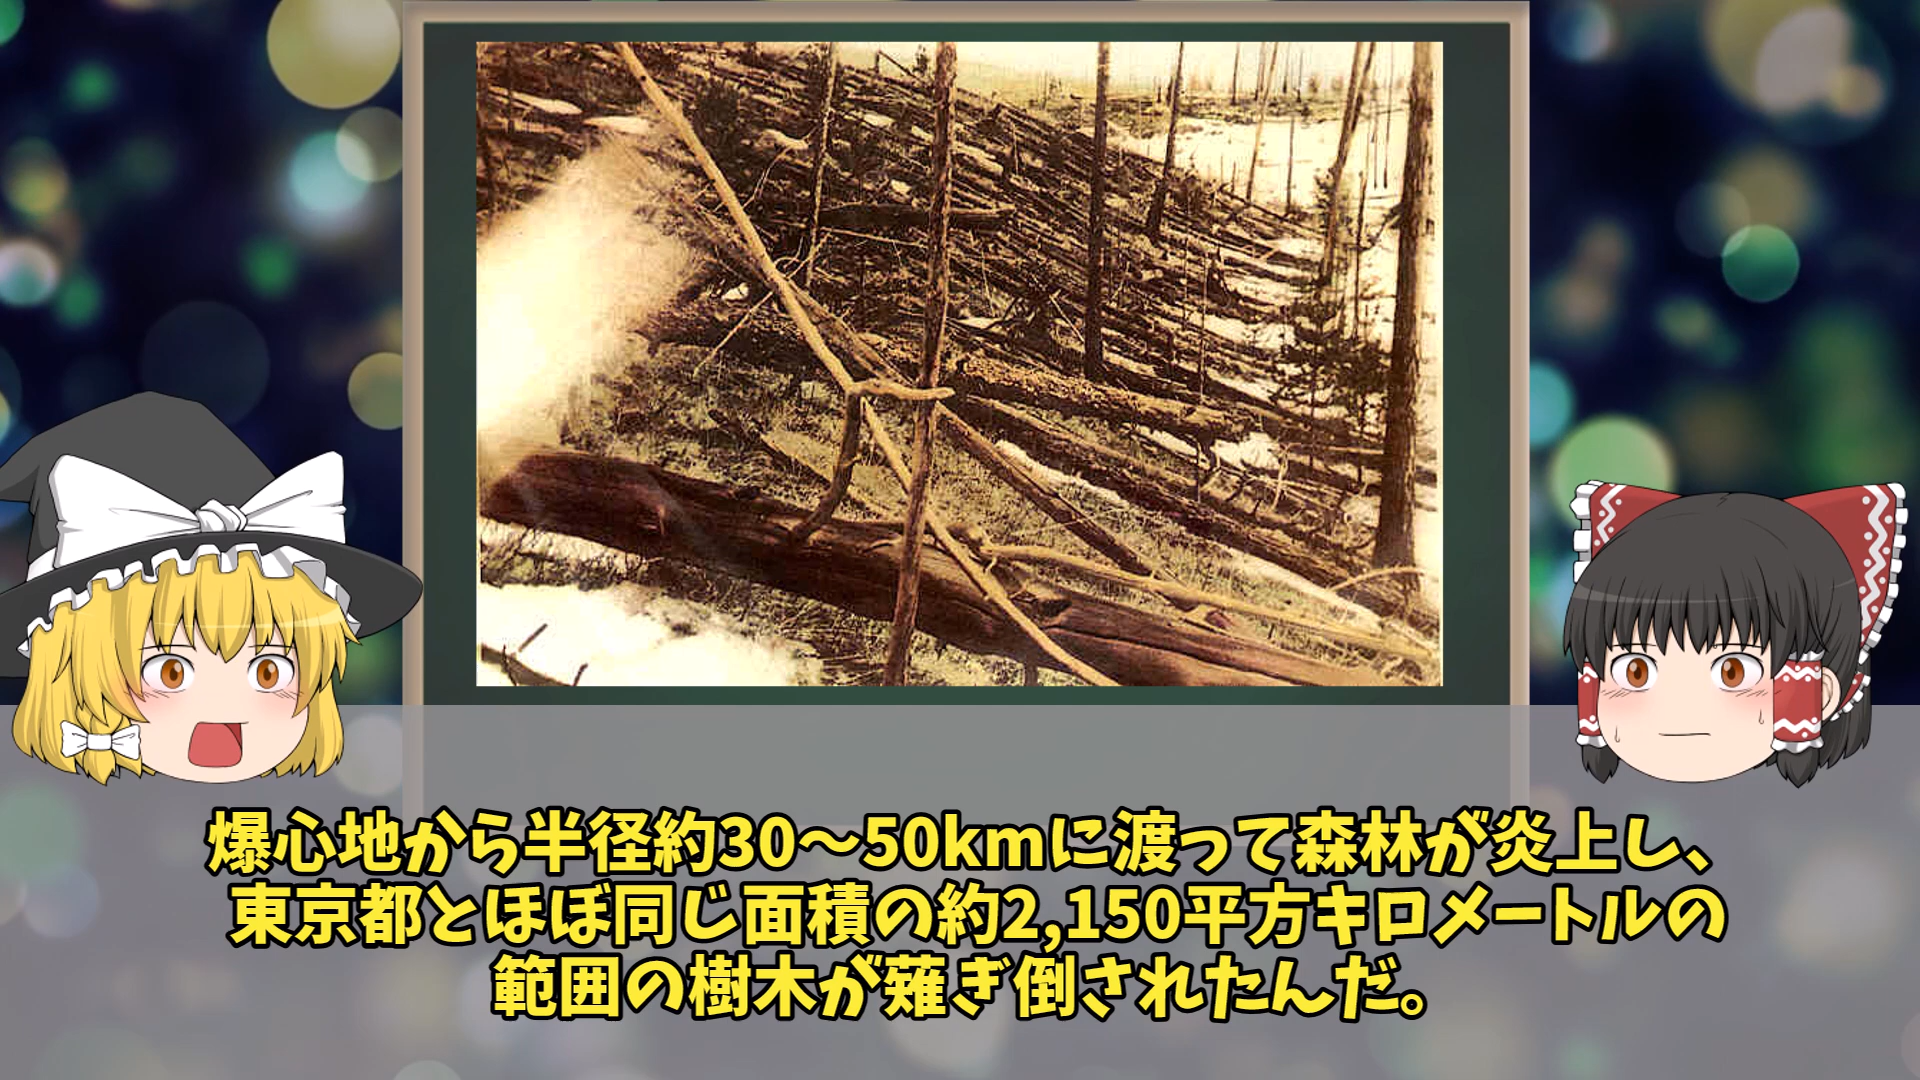 爆心地から半径約30～50kmに渡って森林が炎上し、
東京都とほぼ同じ面積の約2,150平方キロメートルの
範囲の樹木が薙ぎ倒されたんだ。